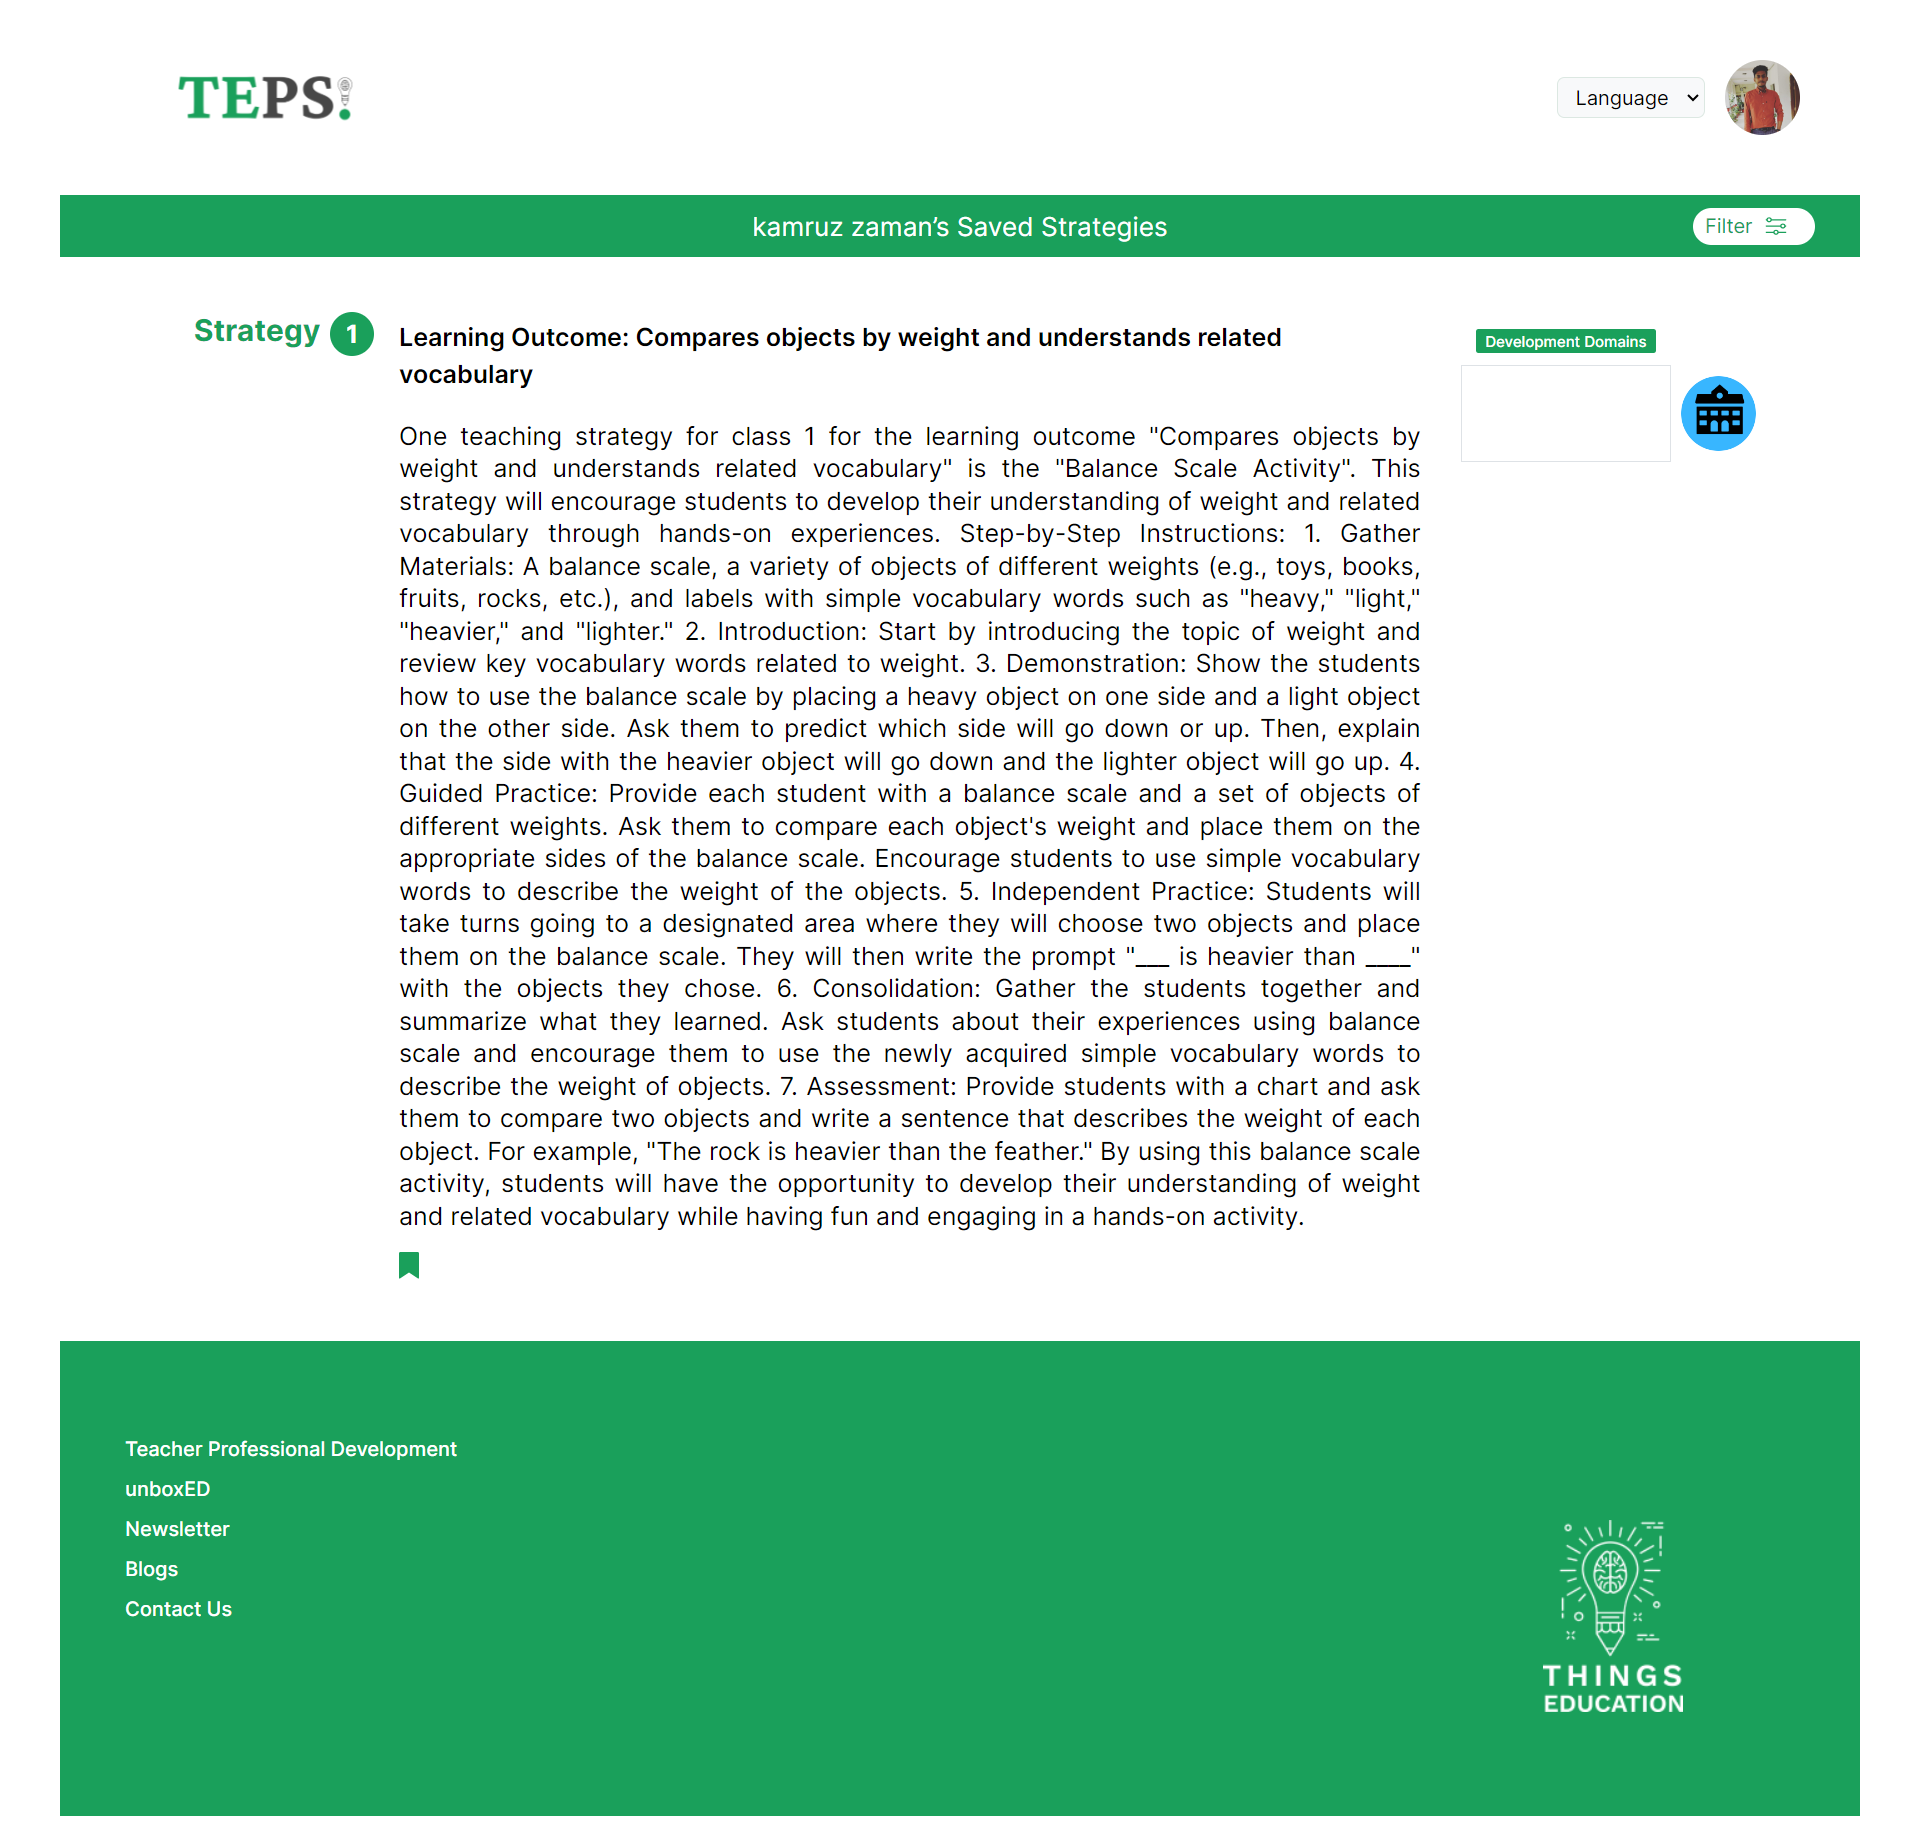 TEPS!
Language
kamruz zaman’s Saved Strategies
Filter
Strategy 1
Learning Outcome: Compares objects by weight and understands related
vocabulary
Development Domains
One teaching strategy for class 1 for the learning outcome "Compares objects by
weight and understands related vocabulary" is the "Balance Scale Activity". This
strategy will encourage students to develop their understanding of weight and related
vocabulary through hands-on experiences. Step-by-Step Instructions: 1. Gather
Materials: A balance scale, a variety of objects of different weights (e.g., toys, books,
fruits, rocks, etc.), and labels with simple vocabulary words such as "heavy," "light,"
"heavier," and "lighter." 2. Introduction: Start by introducing the topic of weight and
review key vocabulary words related to weight. 3. Demonstration: Show the students
how to use the balance scale by placing a heavy object on one side and a light object
on the other side. Ask them to predict which side will go down or up. Then, explain
that the side with the heavier object will go down and the lighter object will go up. 4.
Guided Practice: Provide each student with a balance scale and a set of objects of
different weights. Ask them to compare each object's weight and place them on the
appropriate sides of the balance scale. Encourage students to use simple vocabulary
words to describe the weight of the objects. 5. Independent Practice: Students will
take turns going to a designated area where they will choose two objects and place
them on the balance scale. They will then write the prompt "___ is heavier than ____"
with the objects they chose. 6. Consolidation: Gather the students together and
summarize what they learned. Ask students about their experiences using balance
scale and encourage them to use the newly acquired simple vocabulary words to
describe the weight of objects. 7. Assessment: Provide students with a chart and ask
them to compare two objects and write a sentence that describes the weight of each
object. For example, "The rock is heavier than the feather." By using this balance scale
activity, students will have the opportunity to develop their understanding of weight
and related vocabulary while having fun and engaging in a hands-on activity.
Teacher Professional Development
unboxED
Newsletter
Blogs
Contact Us
THINGS
EDUCATION